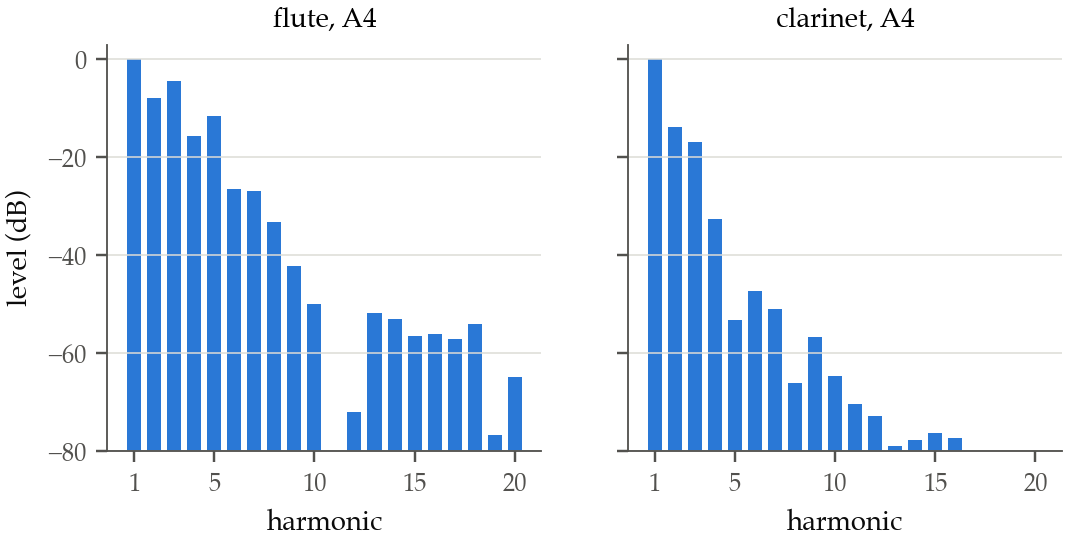 flute, A4
clarinet, A4
level (dB)
0
–20
–40
–60
–80
1 5 10 15 20
1 5 10 15 20
harmonic
harmonic